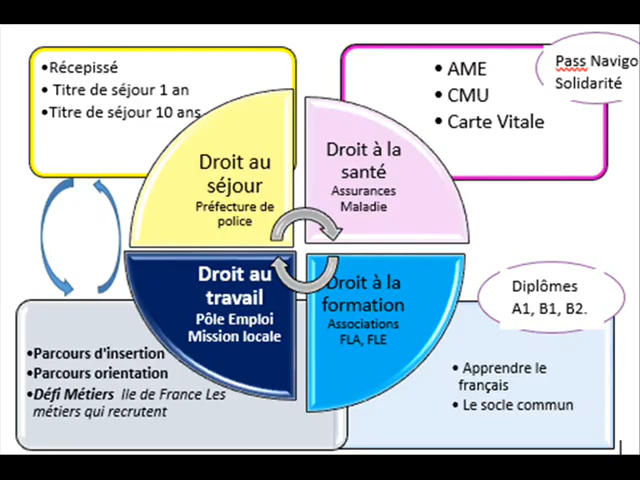 •Récepissé
• Titre de séjour 1 an
•Titre de séjour 10 ans
• AME
• CMU
• Carte Vitale
Pass Navigo
Solidarité
Droit au
séjour
Préfecture de
police
Droit à la
santé
Assurances
Maladie
Droit au
travail
Pôle Emploi
Mission locale
Droit à la
formation
Associations
FLA, FLE
Diplômes
A1, B1, B2.
•Parcours d'insertion
•Parcours orientation
•Défi Métiers Ile de France Les
métiers qui recrutent
• Apprendre le
français
• Le socle commun